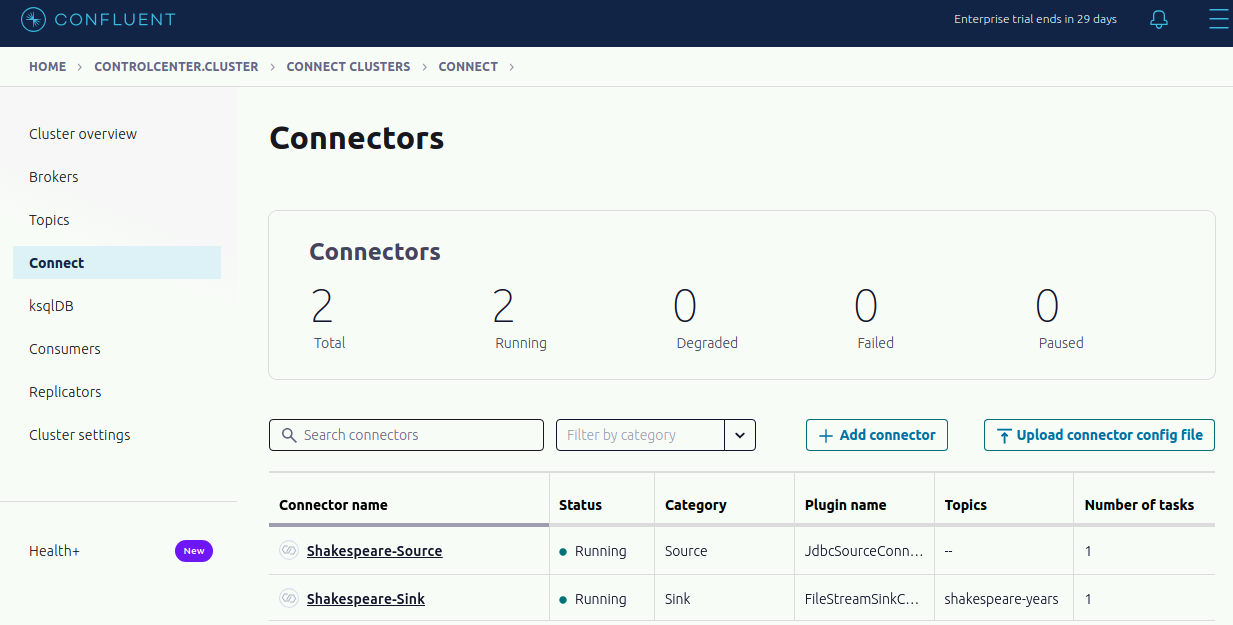 CONFLUENT
Enterprise trial ends in 29 days
HOME > CONTROLCENTER.CLUSTER > CONNECT CLUSTERS > CONNECT >
Cluster overview
Brokers
Topics
Connect
ksqlDB
Consumers
Replicators
Cluster settings
Health+ New
Connectors
Connectors
2 2 0 0 0
Total Running Degraded Failed Paused
Search connectors Filter by category Add connector Upload connector config file
Connector name Status Category Plugin name Topics Number of tasks
Shakespeare-Source Running Source JdbcSourceConn... -- 1
Shakespeare-Sink Running Sink FileStreamSinkC... shakespeare-years 1